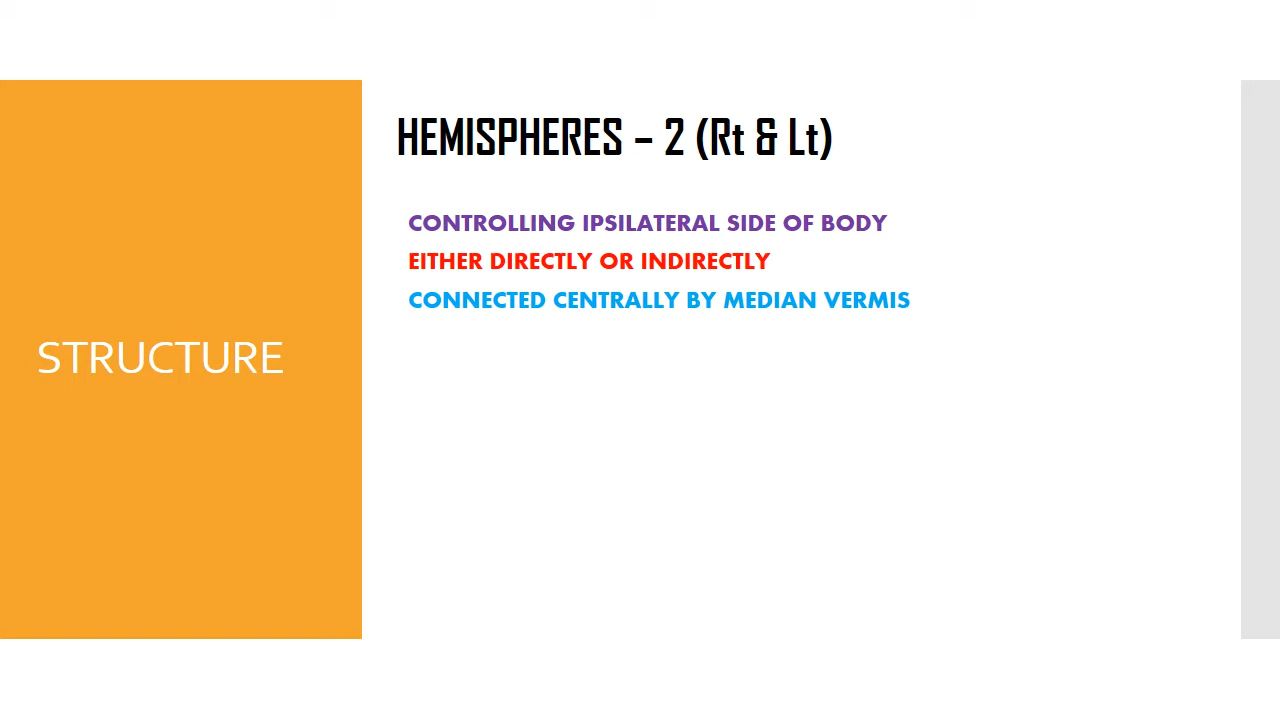 STRUCTURE
HEMISPHERES – 2 (Rt & Lt)
CONTROLLING IPSILATERAL SIDE OF BODY
EITHER DIRECTLY OR INDIRECTLY
CONNECTED CENTRALLY BY MEDIAN VERMIS